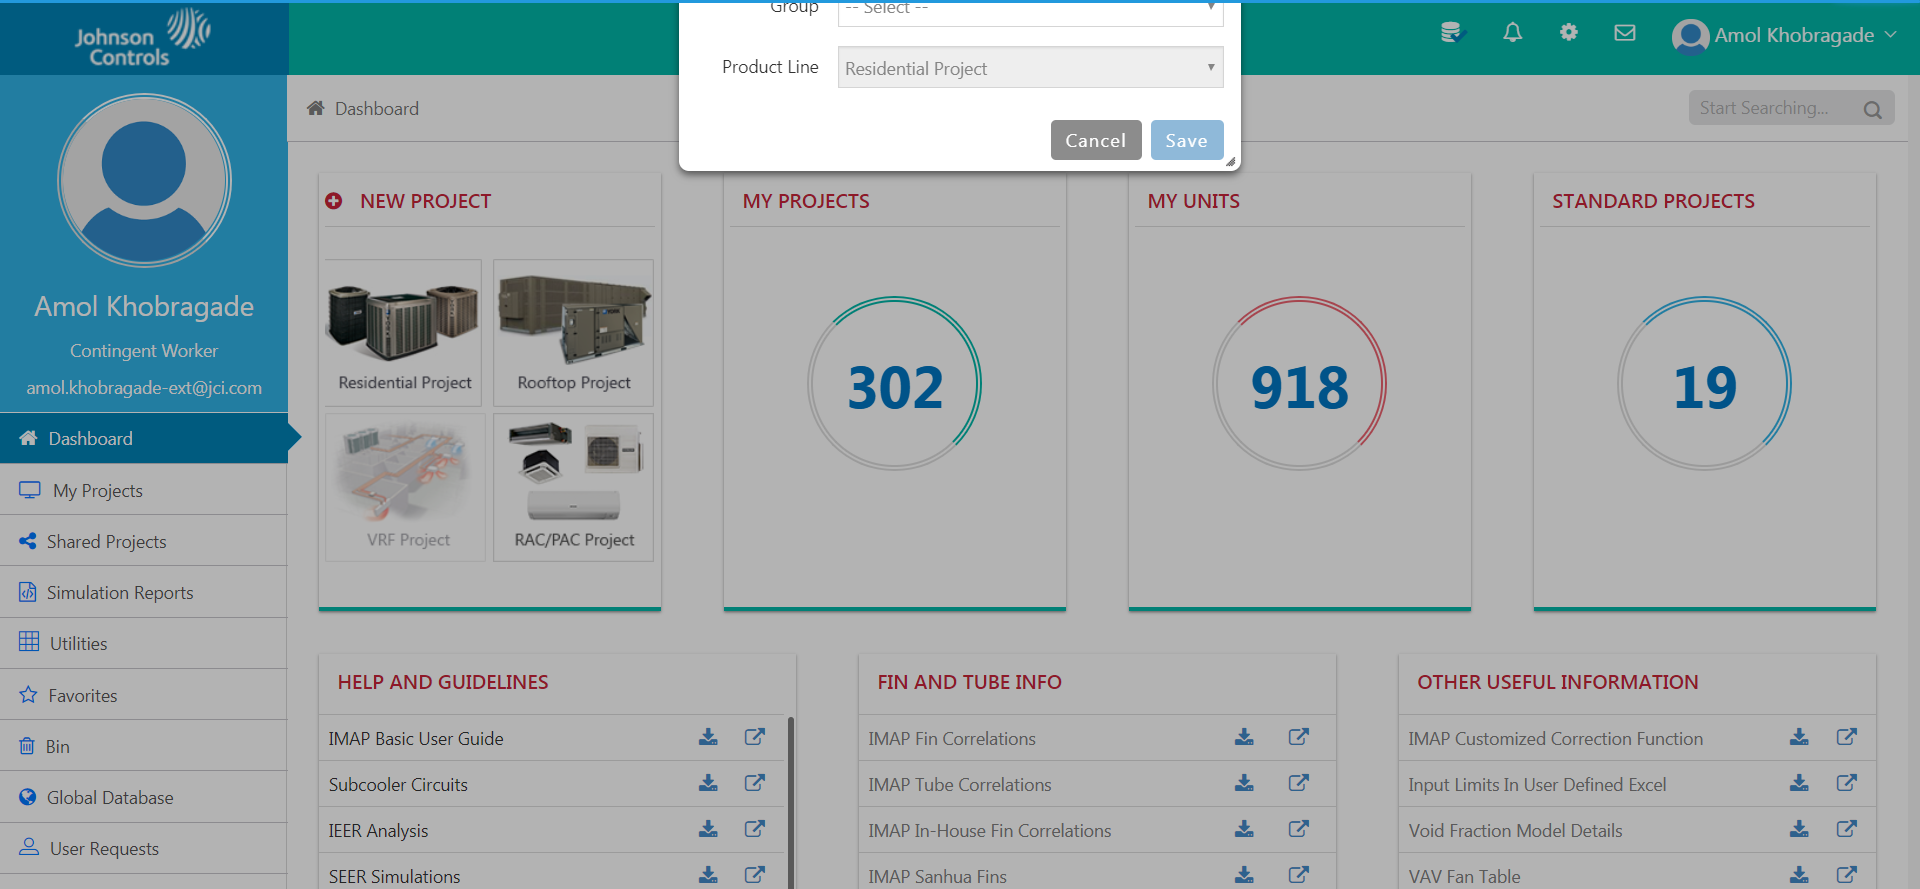 Group
-- Select --
Product Line
Residential Project
Cancel
Save
Johnson
Controls
Amol Khobragade
Dashboard
Start Searching...
Amol Khobragade
Contingent Worker
amol.khobragade-ext@jci.com
Dashboard
My Projects
Shared Projects
Simulation Reports
Utilities
Favorites
Bin
Global Database
User Requests
NEW PROJECT
Residential Project
Rooftop Project
VRF Project
RAC/PAC Project
MY PROJECTS
302
MY UNITS
918
STANDARD PROJECTS
19
HELP AND GUIDELINES
IMAP Basic User Guide
Subcooler Circuits
IEER Analysis
SEER Simulations
FIN AND TUBE INFO
IMAP Fin Correlations
IMAP Tube Correlations
IMAP In-House Fin Correlations
IMAP Sanhua Fins
OTHER USEFUL INFORMATION
IMAP Customized Correction Function
Input Limits In User Defined Excel
Void Fraction Model Details
VAV Fan Table